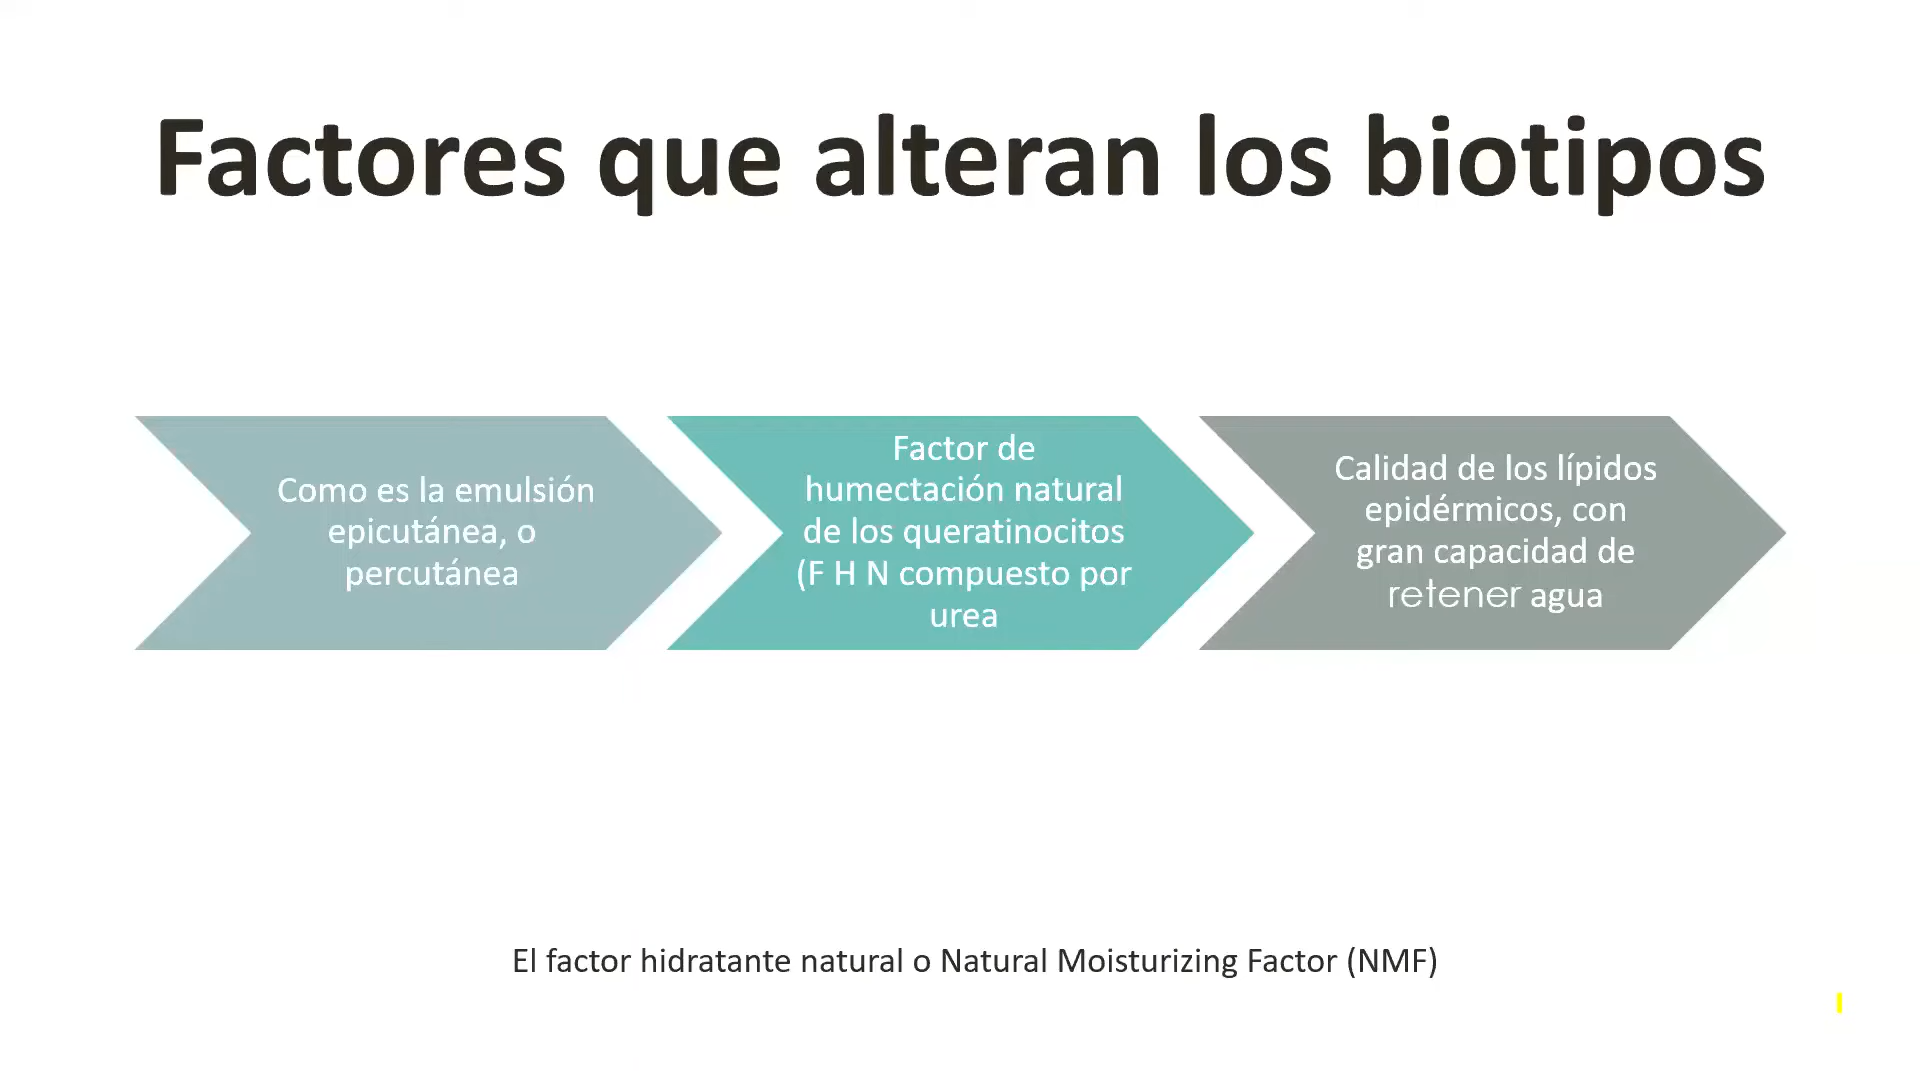 Factores que alteran los biotipos
Como es la emulsión
epicutánea, o
percutánea
Factor de
humectación natural
de los queratinocitos
(F H N compuesto por
urea
Calidad de los lípidos
epidérmicos, con
gran capacidad de
retener agua
El factor hidratante natural o Natural Moisturizing Factor (NMF)